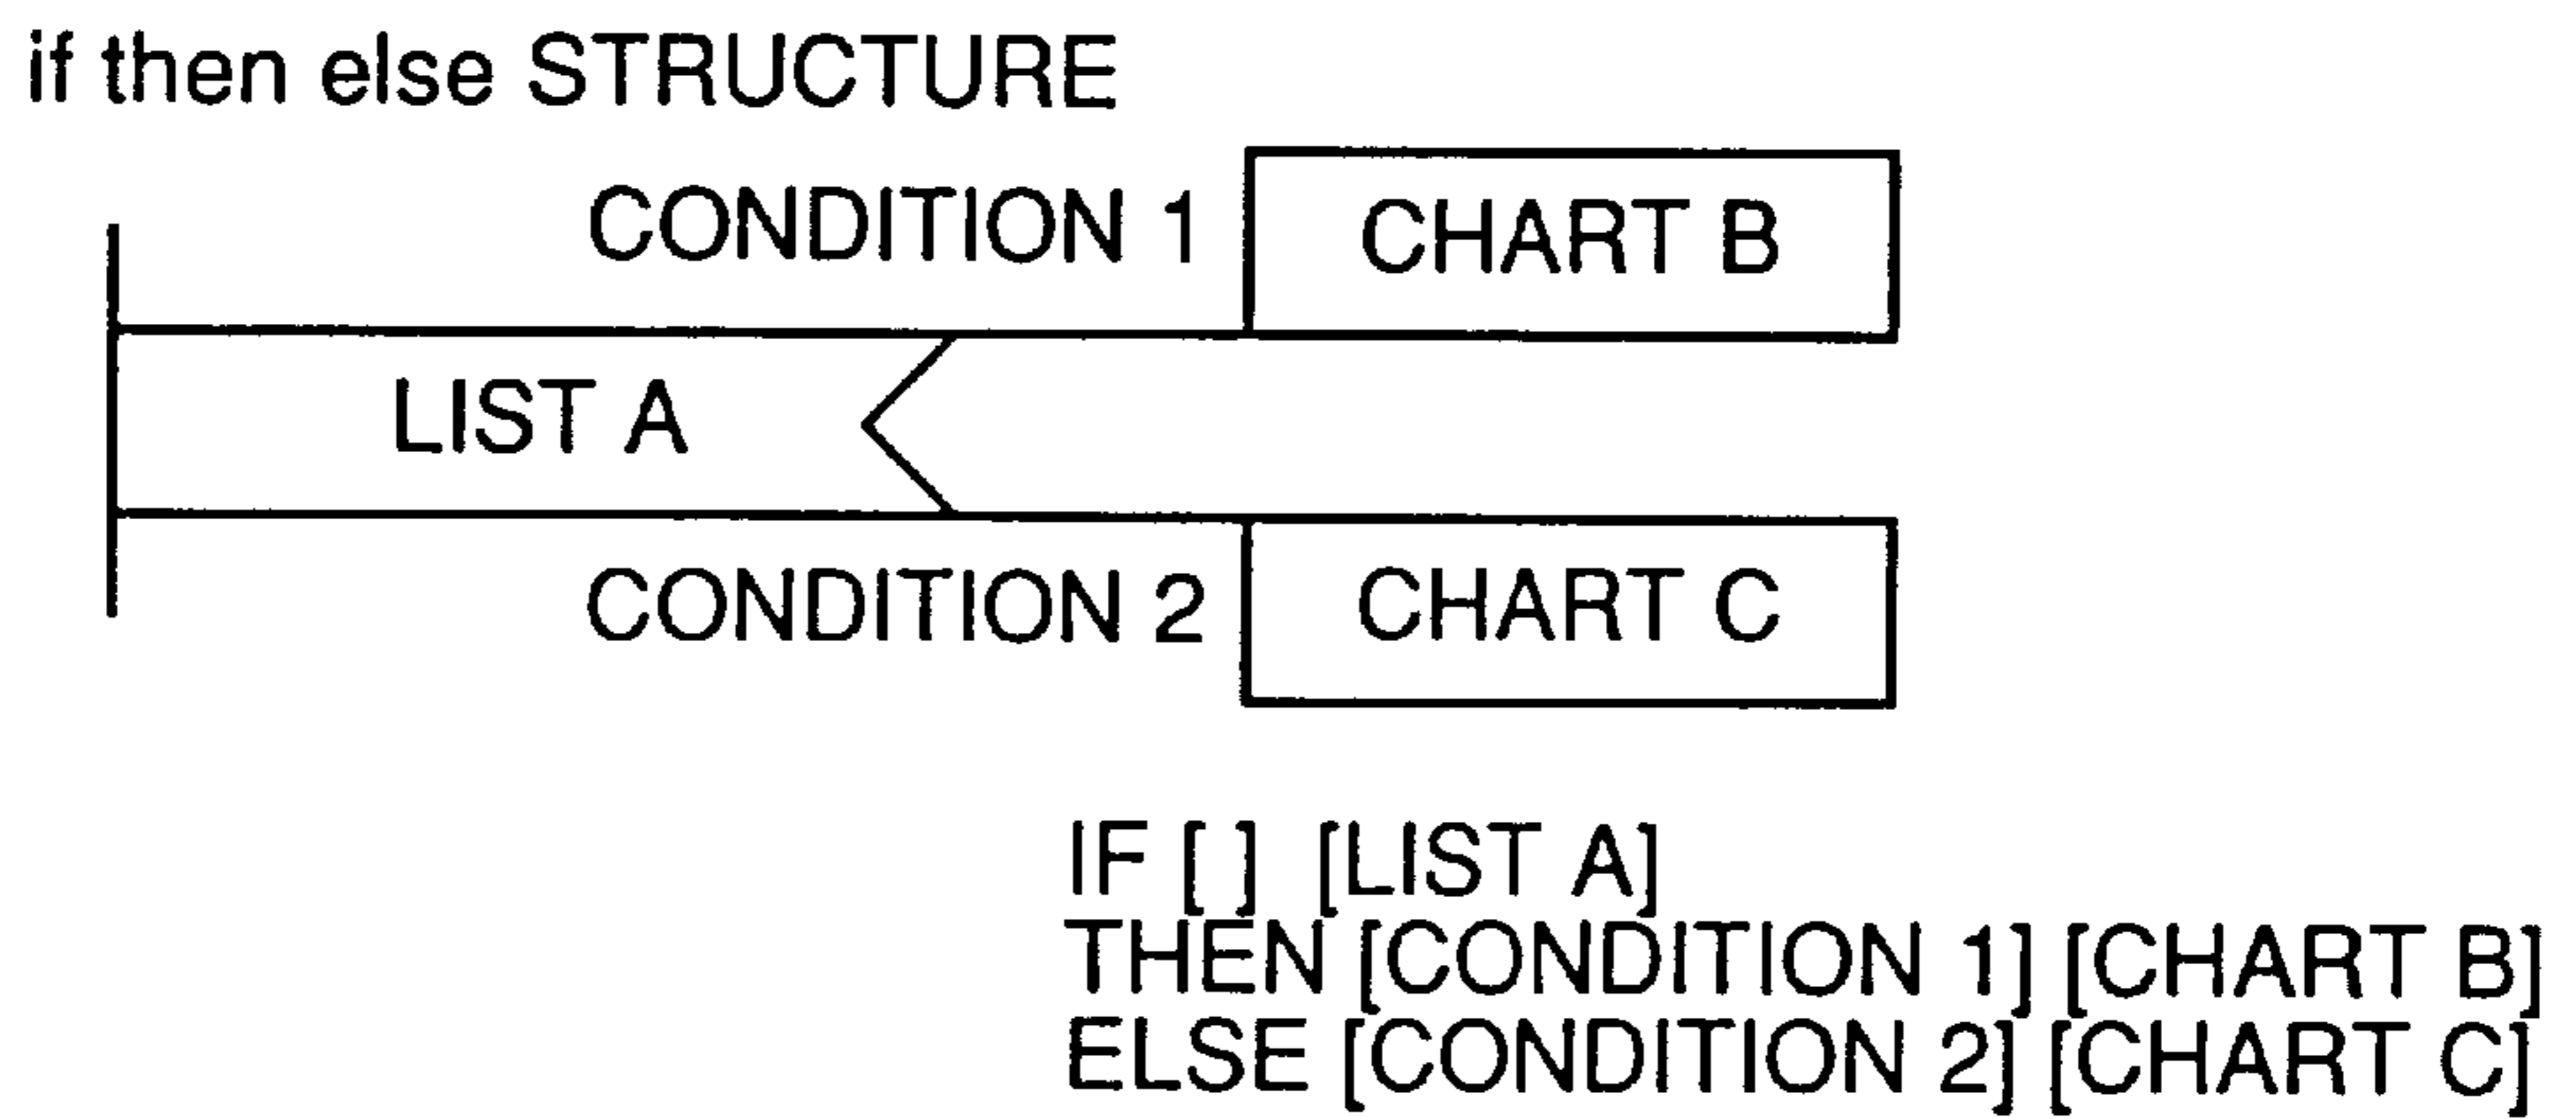 if then else STRUCTURE
CONDITION 1
CHART B
LIST A
CONDITION 2
CHART C
IF [ ] [LIST A]
THEN [CONDITION 1] [CHART B]
ELSE [CONDITION 2] [CHART C]